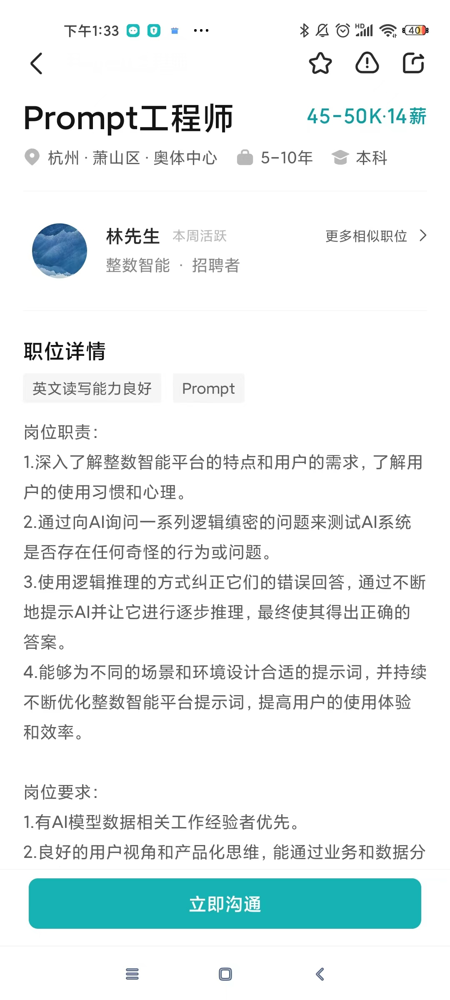 下午1:33
HD
40
Prompt工程师
45-50K·14薪
杭州·萧山区·奥体中心 5-10年 本科
林先生 本周活跃
更多相似职位
整数智能 · 招聘者
职位详情
英文读写能力良好 Prompt
岗位职责:
1.深入了解整数智能平台的特点和用户的需求, 了解用
户的使用习惯和心理。
2.通过向AI询问一系列逻辑缜密的问题来测试AI系统
是否存在任何奇怪的行为或问题。
3.使用逻辑推理的方式纠正它们的错误回答, 通过不断
地提示AI并让它进行逐步推理, 最终使其得出正确的
答案。
4.能够为不同的场景和环境设计合适的提示词, 并持续
不断优化整数智能平台提示词, 提高用户的使用体验
和效率。
岗位要求:
1.有AI模型数据相关工作经验者优先。
2.良好的用户视角和产品化思维, 能通过业务和数据分
立即沟通